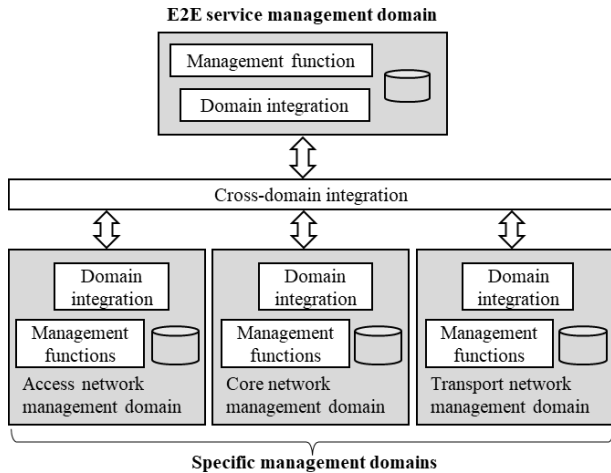 E2E service management domain
Management function
Domain integration
Cross-domain integration
Domain
integration
Management
functions
Access network
management domain
Domain
integration
Management
functions
Core network
management domain
Domain
integration
Management
functions
Transport network
management domain
Specific management domains